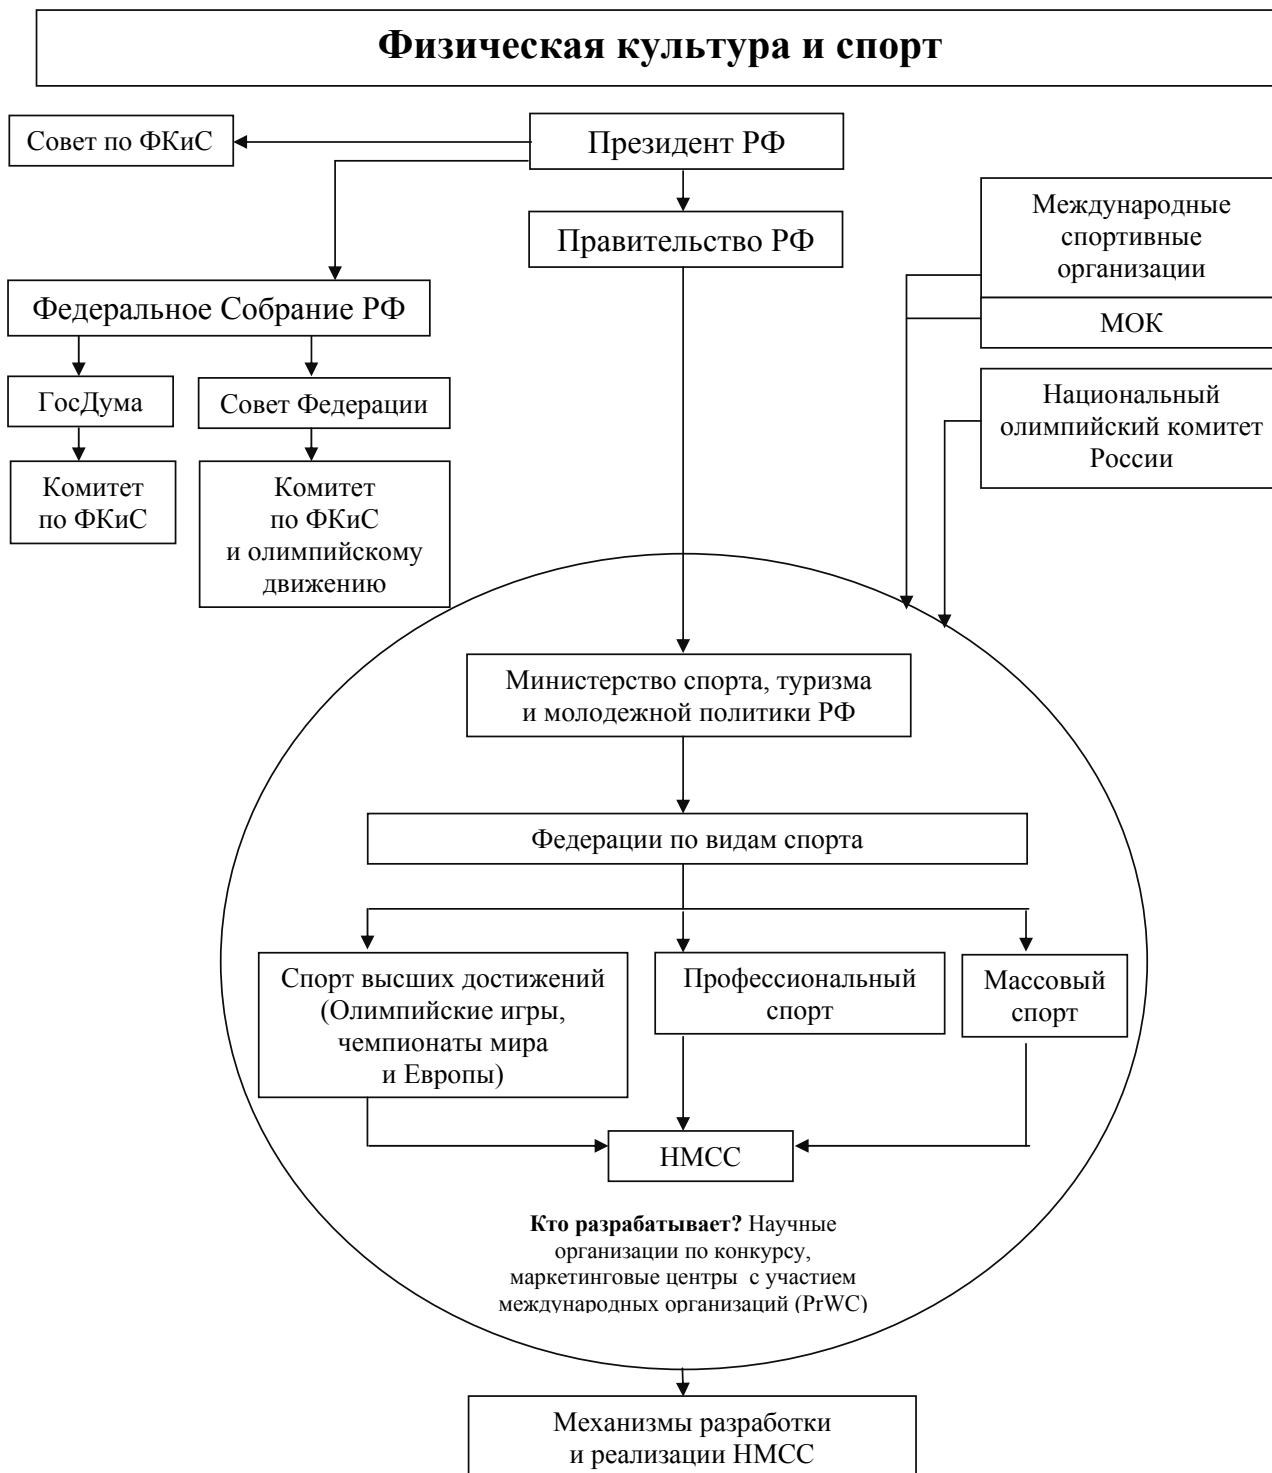 Физическая культура и спорт
Совет по ФКиС
Президент РФ
Правительство РФ
Международные
спортивные
организации
МОК
Федеральное Собрание РФ
ГосДума
Совет Федерации
Национальный
олимпийский комитет
России
Комитет
по ФКиС
Комитет
по ФКиС
и олимпийскому
движению
Министерство спорта, туризма
и молодежной политики РФ
Федерации по видам спорта
Спорт высших достижений
(Олимпийские игры,
чемпионаты мира
и Европы)
Профессиональный
спорт
Массовый
спорт
НМСС
Кто разрабатывает? Научные
организации по конкурсу,
маркетинговые центры с участием
международных организаций (PrWC)
Механизмы разработки
и реализации НМСС